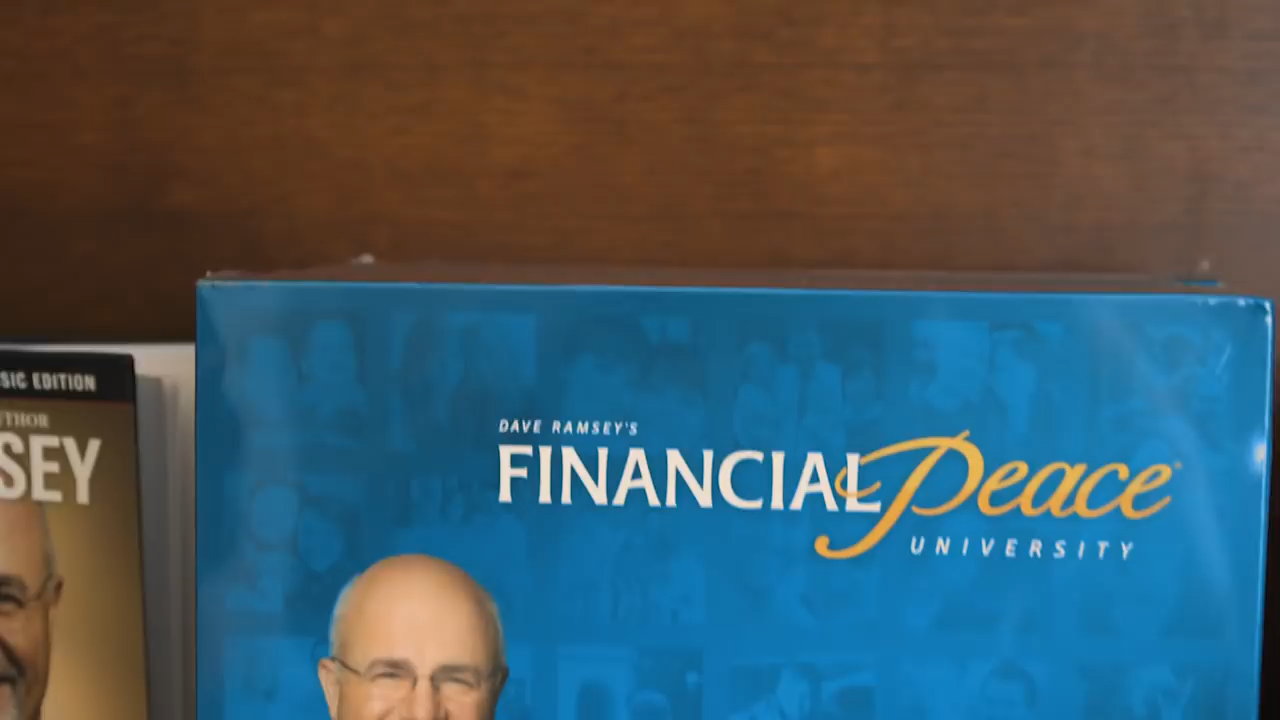 SIC EDITION
THOR
SEY
DAVE RAMSEY'S
FINANCIAL Peace
UNIVERSITY